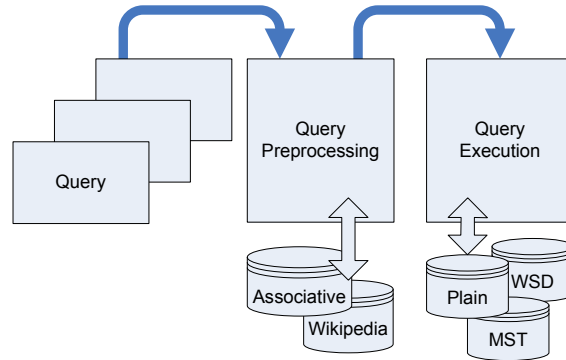 Query
Query
Preprocessing
Query
Execution
Associative
Wikipedia
Plain
WSD
MST